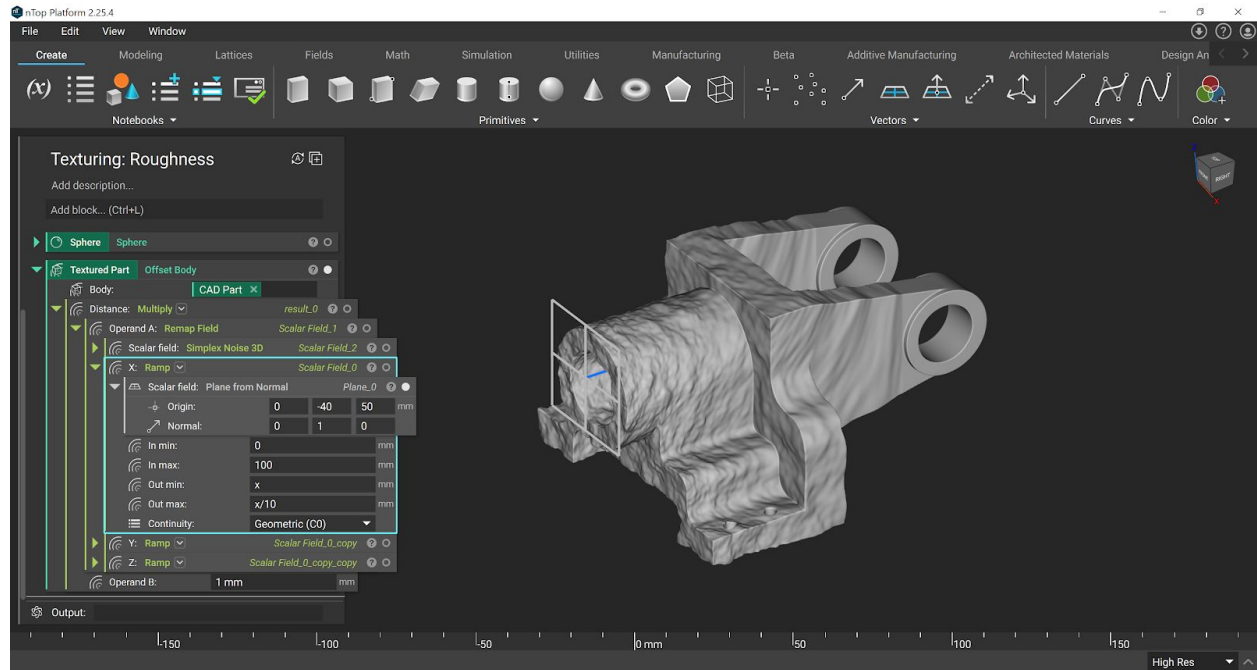 nTop Platform 2.25.4
File Edit View Window
Create Modeling Lattices Fields Math Simulation Utilities Manufacturing Beta Additive Manufacturing Architected Materials Design An
(x)
Notebooks Primitives Vectors Curves Color
Texturing: Roughness
Add description...
Add block... (Ctrl+L)
Sphere Sphere
Textured Part Offset Body
Body: CAD Part ×
Distance: Multiply result_0
Operand A: Remap Field Scalar Field_1
Scalar field: Simplex Noise 3D Scalar Field_2
X: Ramp Scalar Field_0
Scalar field: Plane from Normal Plane_0
Origin: 0 -40 50 mm
Normal: 0 1 0
In min: 0 mm
In max: 100 mm
Out min: x mm
Out max: x/10 mm
Continuity: Geometric (C0)
Y: Ramp Scalar Field_0_copy
Z: Ramp Scalar Field_0_copy_copy
Operand B: 1 mm mm
Output:
TOP
RIGHT
X
-150 -100 -50 0 mm 50 100 150
High Res